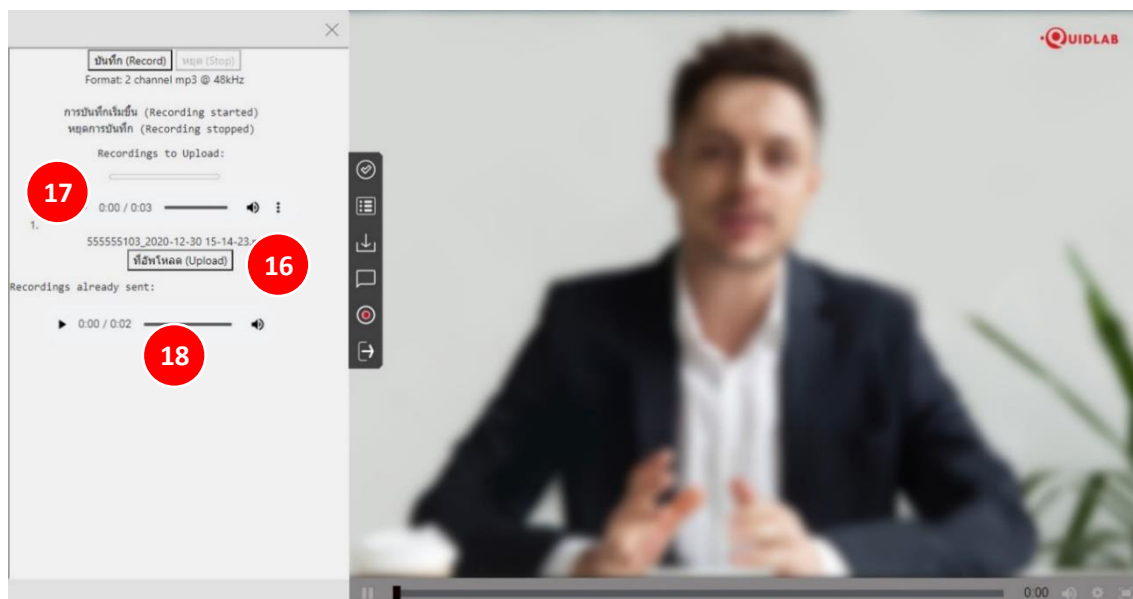 บันทึก (Record) หยุด (Stop)
Format: 2 channel mp3 @ 48kHz
การบันทึกเริ่มขึ้น (Recording started)
หยุดการบันทึก (Recording stopped)
Recordings to Upload:
17
0:00 / 0:03
1.
555555103_2020-12-30 15-14-23.
ที่อัพโหลด (Upload)
16
Recordings already sent:
0:00 / 0:02
18
QUIDLAB
0:00